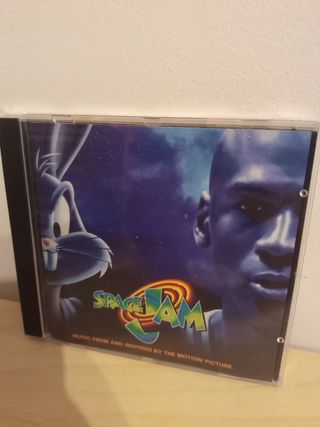 SPACE JAM
MUSIC FROM AND INSPIRED BY THE MOTION PICTURE